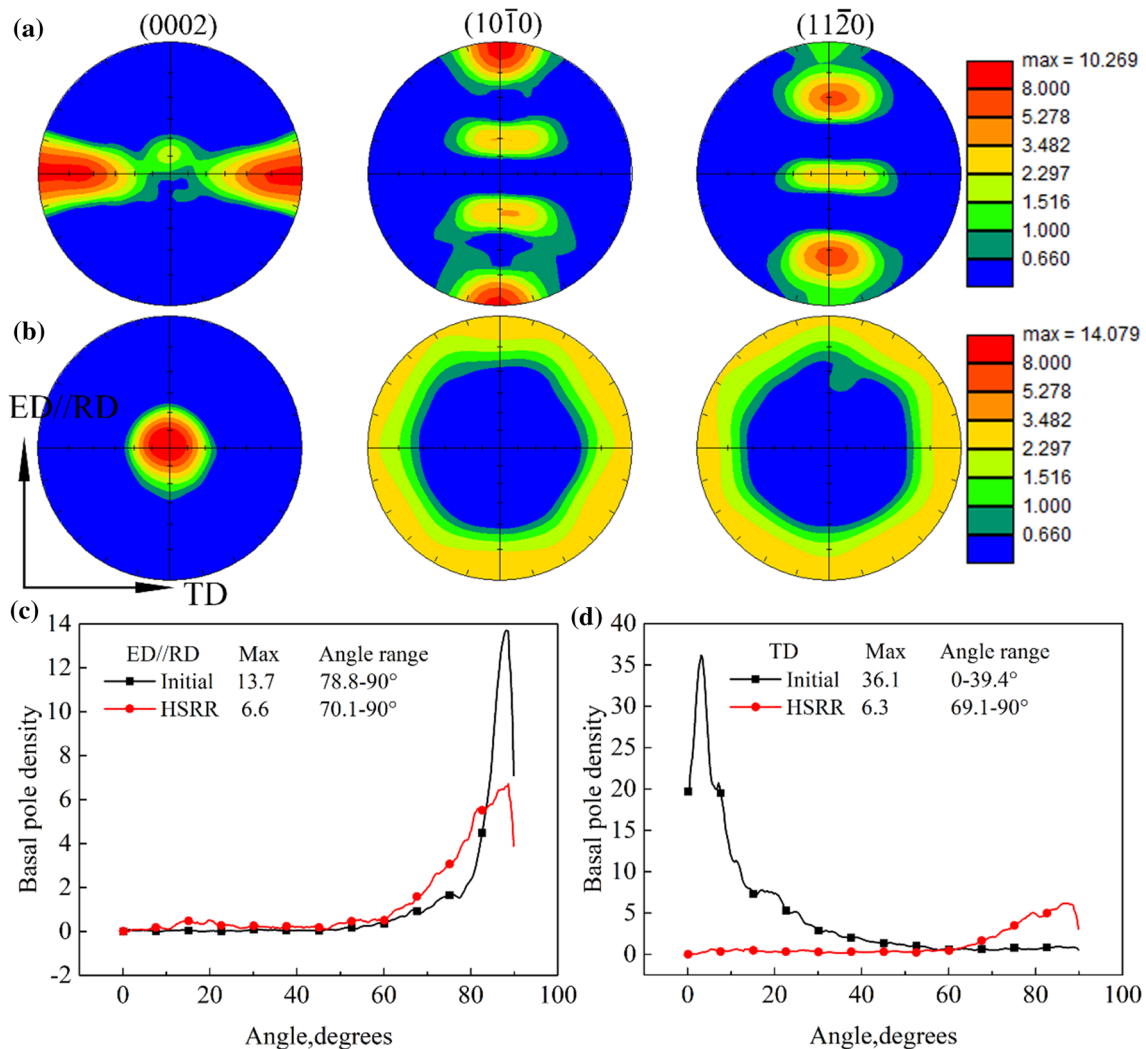 (a)
(0002)
(101̄0)
(112̄0)
max = 10.269
8.000
5.278
3.482
2.297
1.516
1.000
0.660
(b)
ED//RD
TD
max = 14.079
8.000
5.278
3.482
2.297
1.516
1.000
0.660
(c)
14
12
10
8
6
4
2
0
-2
Basal pole density
ED//RD Max Angle range
Initial 13.7 78.8-90°
HSRR 6.6 70.1-90°
0 20 40 60 80 100
Angle,degrees
(d)
40
35
30
25
20
15
10
5
0
Basal pole density
TD Max Angle range
Initial 36.1 0-39.4°
HSRR 6.3 69.1-90°
0 20 40 60 80 100
Angle,degrees